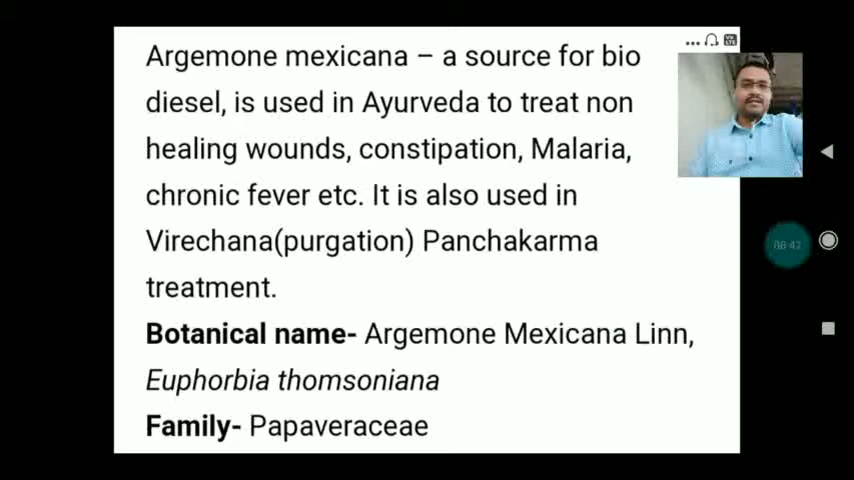 Argemone mexicana – a source for bio
diesel, is used in Ayurveda to treat non
healing wounds, constipation, Malaria,
chronic fever etc. It is also used in
Virechana(purgation) Panchakarma
treatment.
Botanical name- Argemone Mexicana Linn,
Euphorbia thomsoniana
Family- Papaveraceae